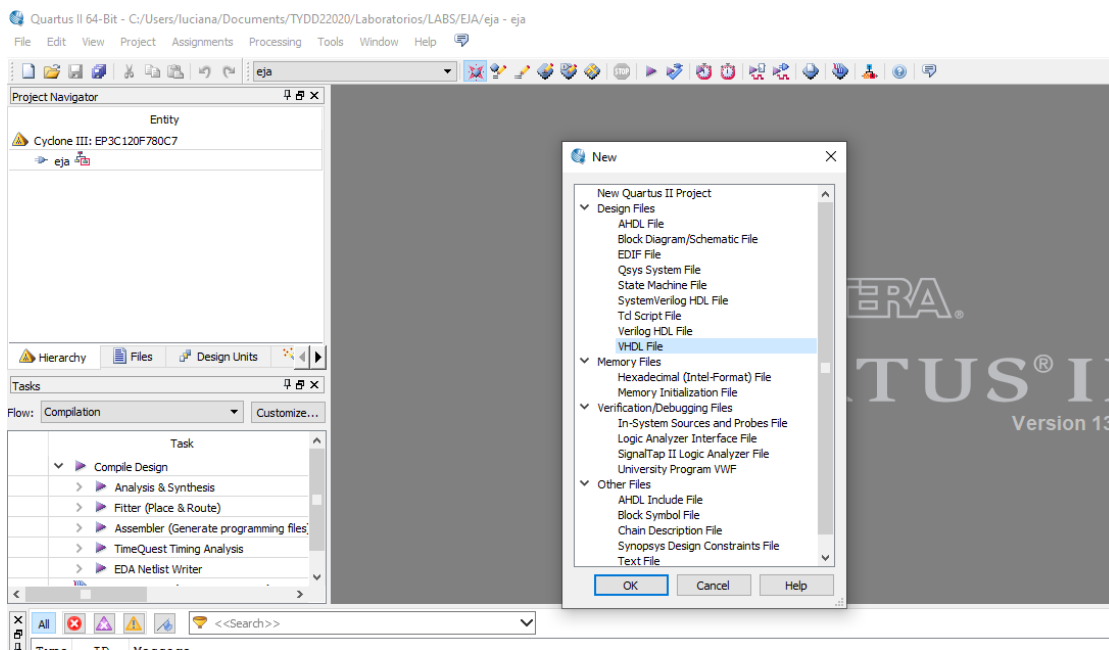 Quartus II 64-Bit - C:/Users/luciana/Documents/TYDD22020/Laboratorios/LABS/EJA/eja - eja
File Edit View Project Assignments Processing Tools Window Help
eja
Project Navigator
Entity
Cyclone III: EP3C120F780C7
eja
Hierarchy Files Design Units
Tasks
Flow: Compilation Customize...
Task
Compile Design
Analysis & Synthesis
Fitter (Place & Route)
Assembler (Generate programming files)
TimeQuest Timing Analysis
EDA Netlist Writer
New
New Quartus II Project
Design Files
AHDL File
Block Diagram/Schematic File
EDIF File
Qsys System File
State Machine File
SystemVerilog HDL File
Tcl Script File
Verilog HDL File
VHDL File
Memory Files
Hexadecimal (Intel-Format) File
Memory Initialization File
Verification/Debugging Files
In-System Sources and Probes File
Logic Analyzer Interface File
SignalTap II Logic Analyzer File
University Program VWF
Other Files
AHDL Include File
Block Symbol File
Chain Description File
Synopsys Design Constraints File
Text File
OK Cancel Help
ERA®
TUS® I
Version 13
All <<Search>>
Type ID Message